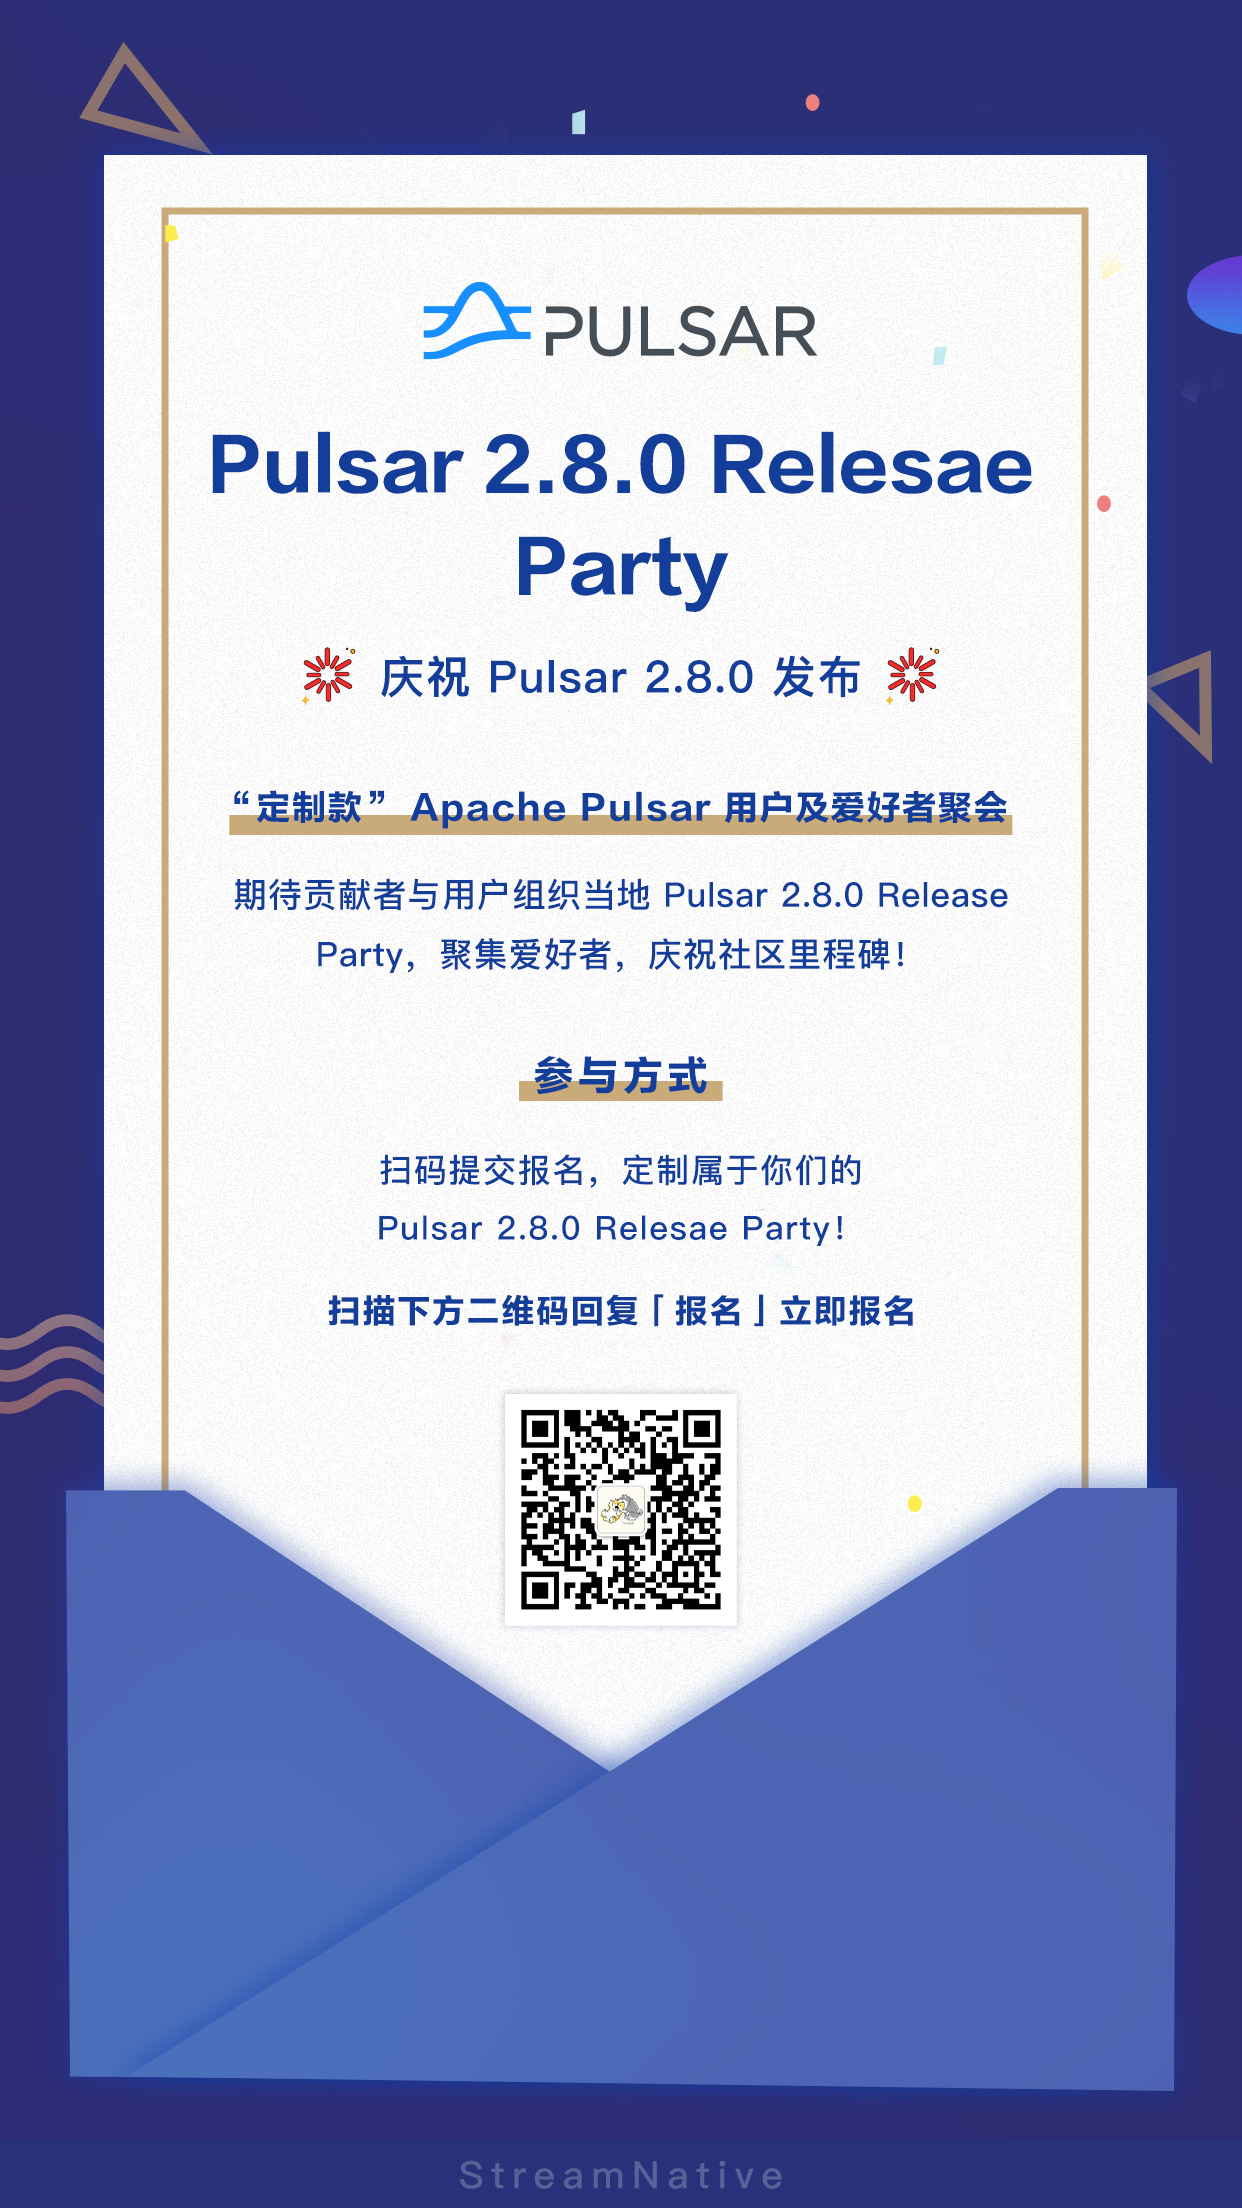 PULSAR
Pulsar 2.8.0 Relesae
Party
庆祝 Pulsar 2.8.0 发布
“定制款” Apache Pulsar 用户及爱好者聚会
期待贡献者与用户组织当地 Pulsar 2.8.0 Release
Party，聚集爱好者，庆祝社区里程碑！
参与方式
扫码提交报名，定制属于你们的
Pulsar 2.8.0 Relesae Party！
扫描下方二维码回复「报名」立即报名
StreamNative